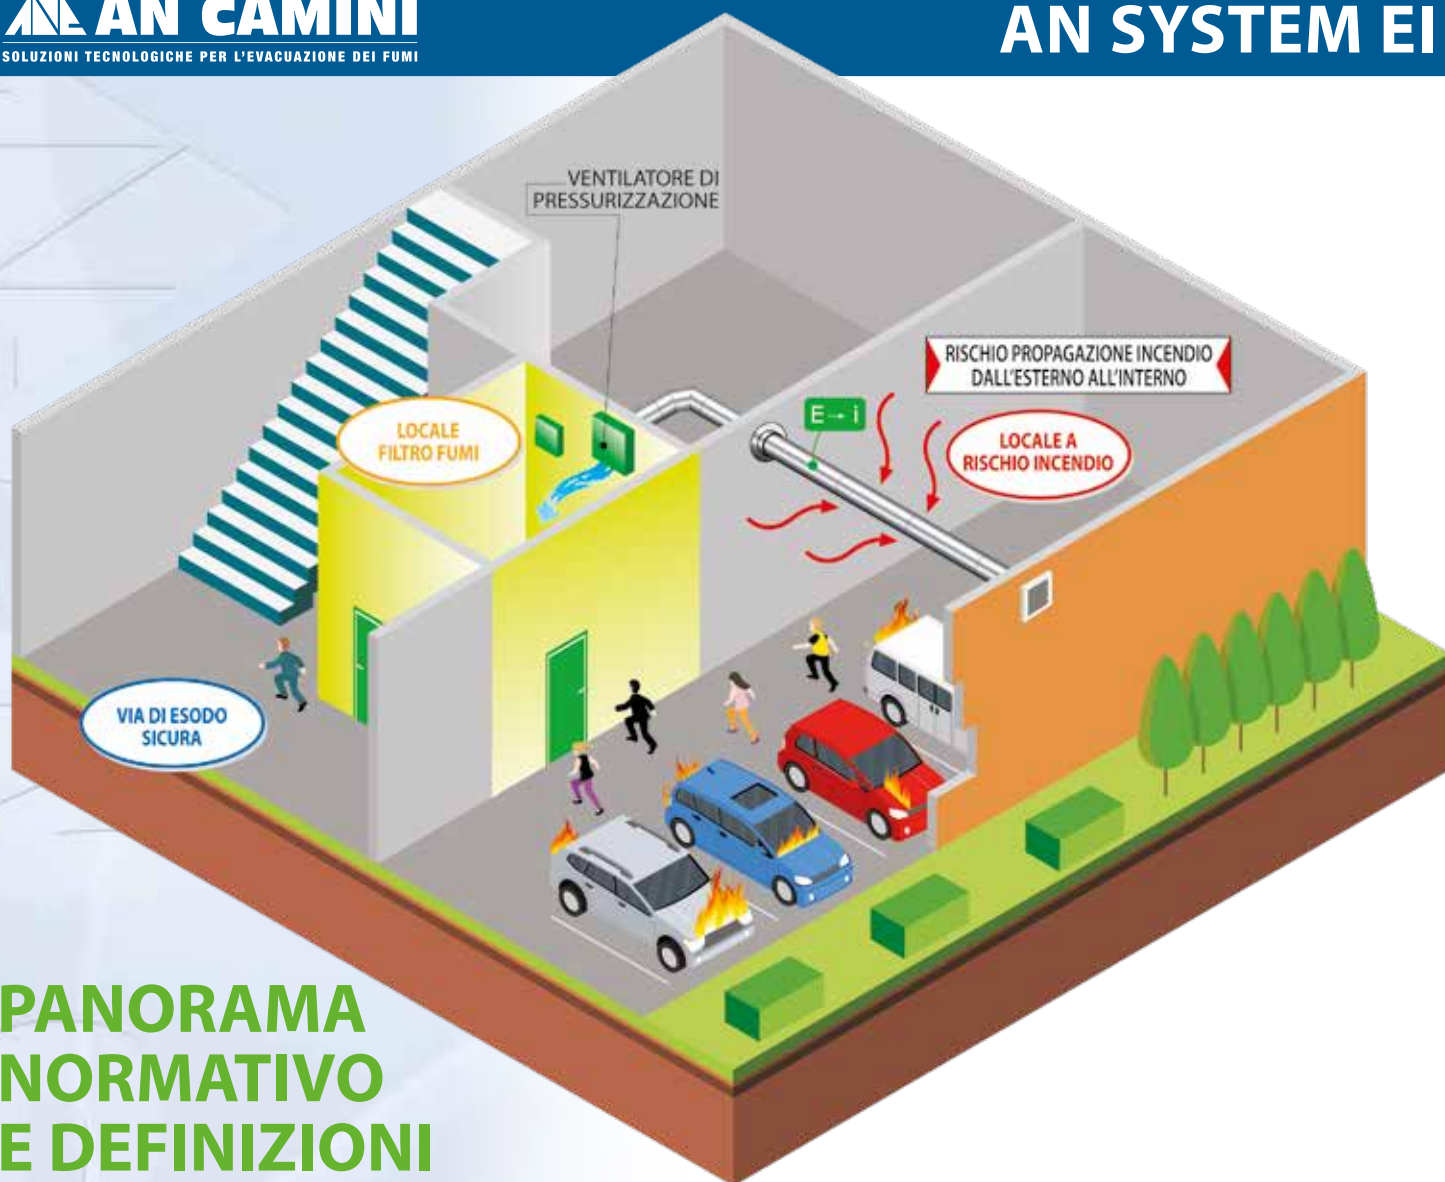 AN CAMINI
SOLUZIONI TECNOLOGICHE PER L'EVACUAZIONE DEI FUMI
AN SYSTEM EI
VENTILATORE DI
PRESSURIZZAZIONE
RISCHIO PROPAGAZIONE INCENDIO
DALL'ESTERNO ALL'INTERNO
E→i
LOCALE
FILTRO FUMI
LOCALE A
RISCHIO INCENDIO
VIA DI ESODO
SICURA
PANORAMA
NORMATIVO
E DEFINIZIONI